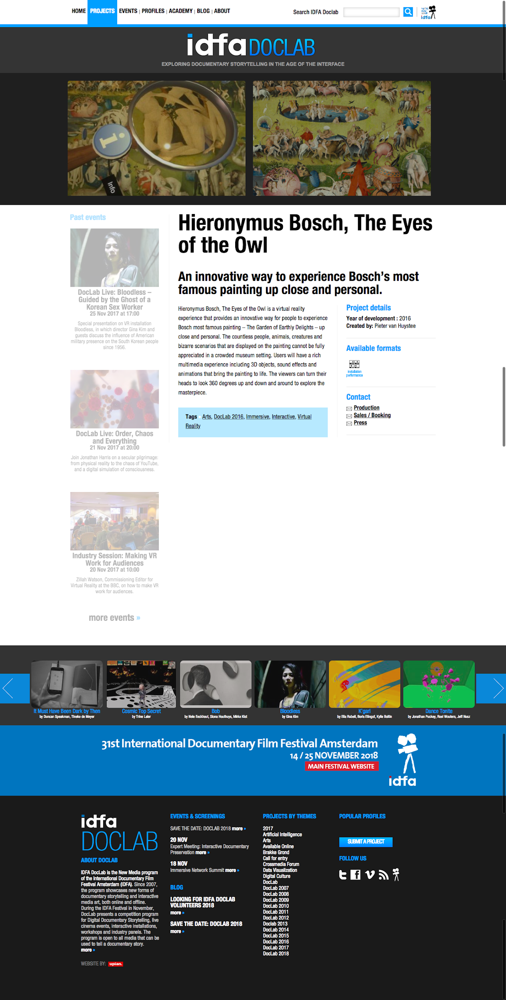 HOME PROJECTS EVENTS | PROFILES | ACADEMY | BLOG | ABOUT
Search IDFA Doclab
14/25
nov
2018
idfa
idfa DOCLAB
EXPLORING DOCUMENTARY STORYTELLING IN THE AGE OF THE INTERFACE
i
Info
Past events
DocLab Live: Bloodless –
Guided by the Ghost of a
Korean Sex Worker
25 Nov 2017 at 17:00
Special presentation on VR installation
Bloodless, in which director Gina Kim and
guests discuss the influence of American
military presence on the South Korean people
since 1956.
DocLab Live: Order, Chaos
and Everything
21 Nov 2017 at 20:00
Join Jonathan Harris on a secular pilgrimage:
from physical reality to the chaos of YouTube,
and a digital simulation of consciousness.
Industry Session: Making VR
Work for Audiences
20 Nov 2017 at 10:00
Zillah Watson, Commissioning Editor for
Virtual Reality at the BBC, on how to make VR
work for audiences.
more events »
Hieronymus Bosch, The Eyes
of the Owl
An innovative way to experience Bosch's most
famous painting up close and personal.
Hieronymus Bosch, The Eyes of the Owl is a virtual reality
experience that provides an innovative way for people to experience
Bosch most famous painting – The Garden of Earthly Delights – up
close and personal. The countless people, animals, creatures and
bizarre scenarios that are displayed on the painting cannot be fully
appreciated in a crowded museum setting. Users will have a rich
multimedia experience including 3D objects, sound effects and
animations that bring the painting to life. The viewers can turn their
heads to look 360 degrees up and down and around to explore the
masterpiece.
Tags » Arts, DocLab 2016, Immersive, Interactive, Virtual
Reality
Project details
Year of development : 2016
Created by: Pieter van Huystee
Available formats
installation
performance
Contact
Production
Sales / Booking
Press
It Must Have Been Dark by Then
by Duncan Speakman, Tineke de Meyer
Cosmic Top Secret
by Trine Laier
Bob
by Nele Eeckhout, Siona Houthuys, Mirke Kist
Bloodless
by Gina Kim
K'gari
by Ella Rubeli, Boris Etingof, Kylie Boltin
Dance Tonite
by Jonathan Puckey, Roel Wouters, Jeff Nusz
31st International Documentary Film Festival Amsterdam
14 / 25 NOVEMBER 2018
MAIN FESTIVAL WEBSITE
idfa
idfa
DOCLAB
ABOUT DOCLAB
IDFA DocLab is the New Media program
of the International Documentary Film
Festival Amsterdam (IDFA). Since 2007,
the program showcases new forms of
documentary storytelling and interactive
media art, both online and offline.
During the IDFA Festival in November,
DocLab presents a competition program
for Digital Documentary Storytelling, live
cinema events, interactive installations,
workshops and industry panels. The
program is open to all media that can be
used to tell a documentary story.
more »
WEBSITE BY: upian.
EVENTS & SCREENINGS
SAVE THE DATE: DOCLAB 2018 more »
20 NOV
Expert Meeting: Interactive Documentary
Preservation more »
18 NOV
Immersive Network Summit more »
BLOG
LOOKING FOR IDFA DOCLAB
VOLUNTEERS 2018
more »
SAVE THE DATE: DOCLAB 2018
more »
PROJECTS BY THEMES
2017
Artificial Intelligence
Arts
Available Online
Brakke Grond
Call for entry
Crossmedia Forum
Data Visualization
Digital Culture
DocLab
DocLab 2007
DocLab 2008
DocLab 2009
DocLab 2010
DocLab 2011
DocLab 2012
Doclab 2013
DocLab 2014
DocLab 2015
DocLab 2016
DocLab 2017
DocLab 2018
POPULAR PROFILES
SUBMIT A PROJECT
FOLLOW US